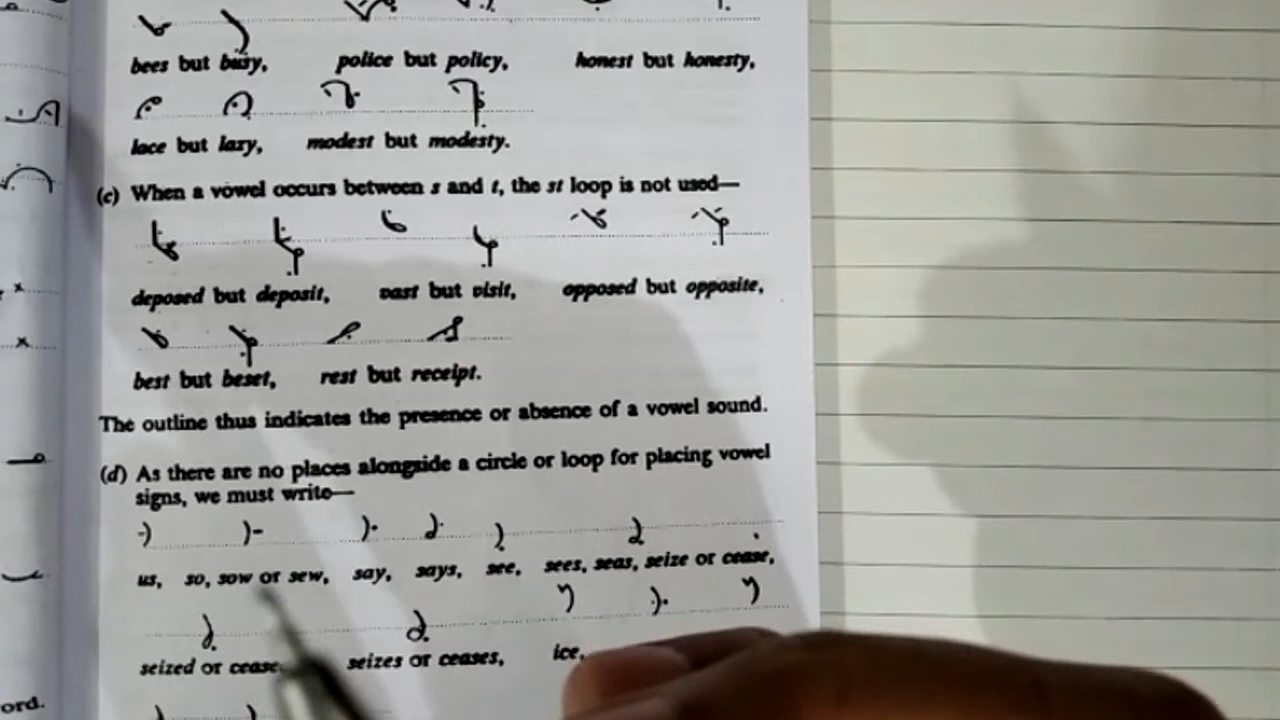 bees but busy, police but policy, honest but honesty,
lace but lazy, modest but modesty.
(c) When a vowel occurs between s and t, the st loop is not used—
deposed but deposit, vast but visit, opposed but opposite,
best but beset, rest but receipt.
The outline thus indicates the presence or absence of a vowel sound.
(d) As there are no places alongside a circle or loop for placing vowel
signs, we must write—
us, so, sow or sew, say, says, see, sees, seas, seize or cease,
seized or cease seizes or ceases, ice,
ord.